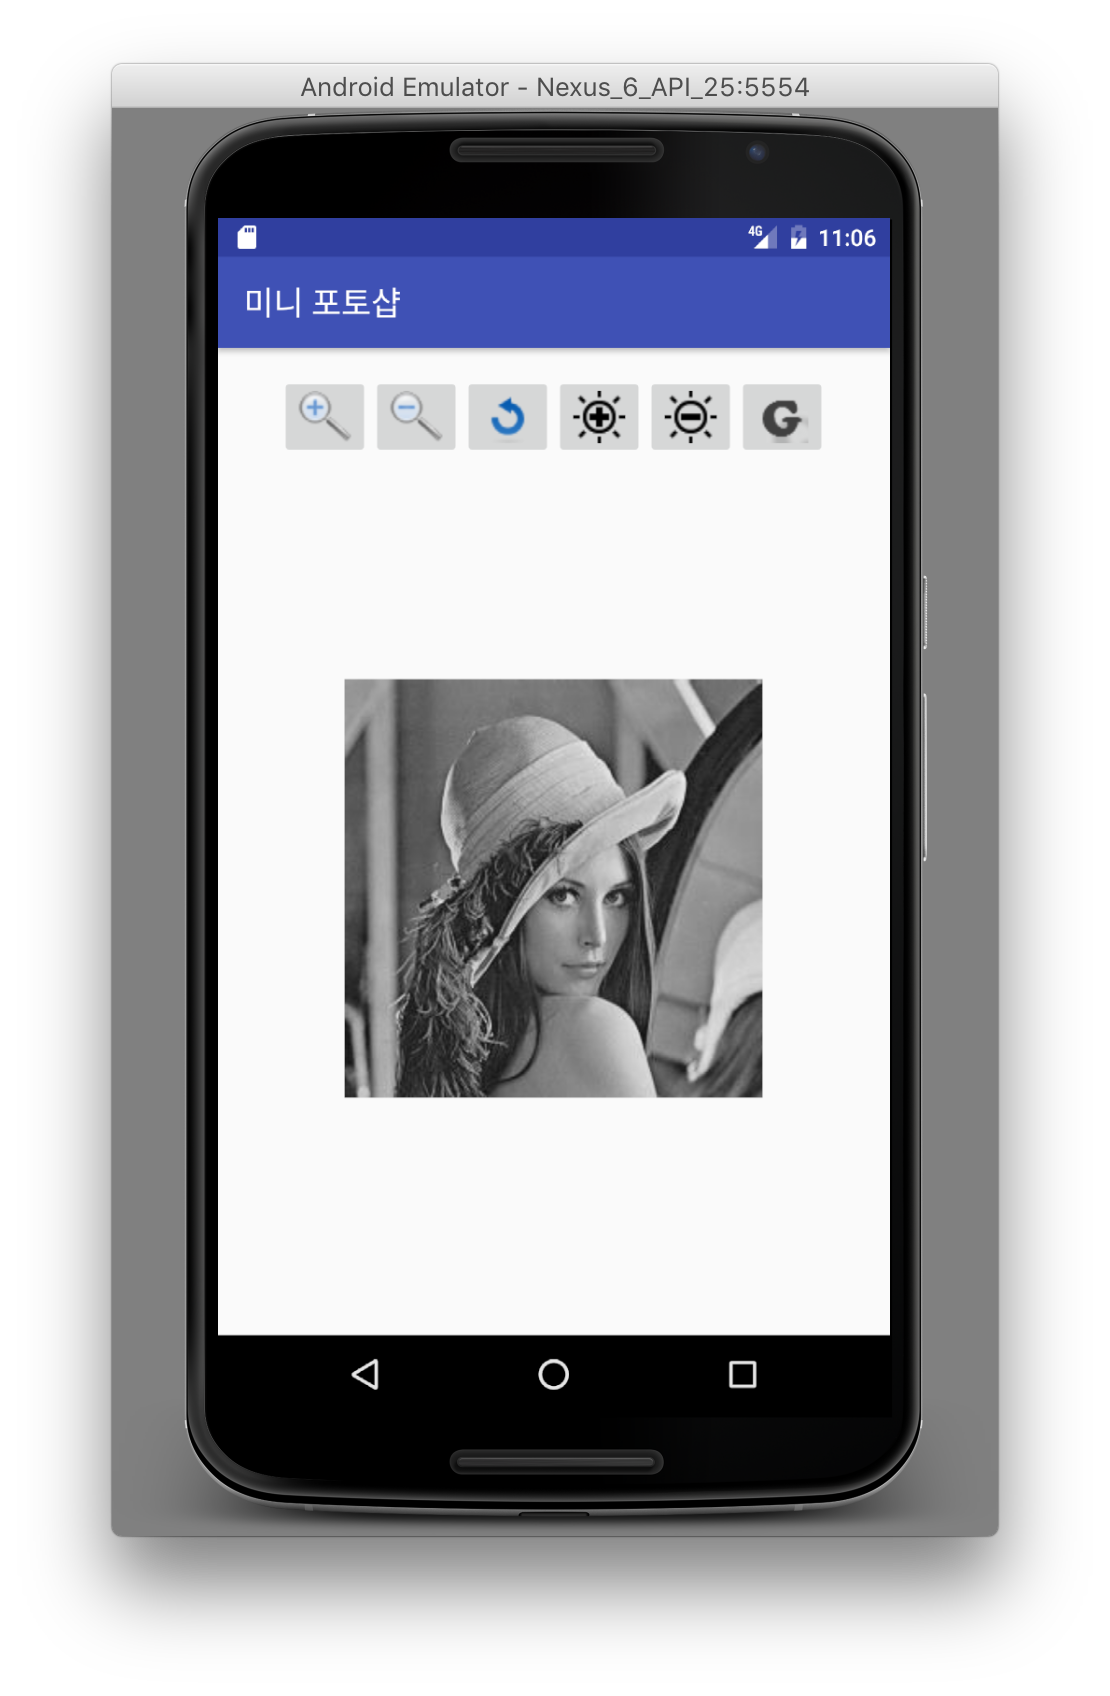 Android Emulator - Nexus_6_API_25:5554
4G 11:06
미니 포토샵
G